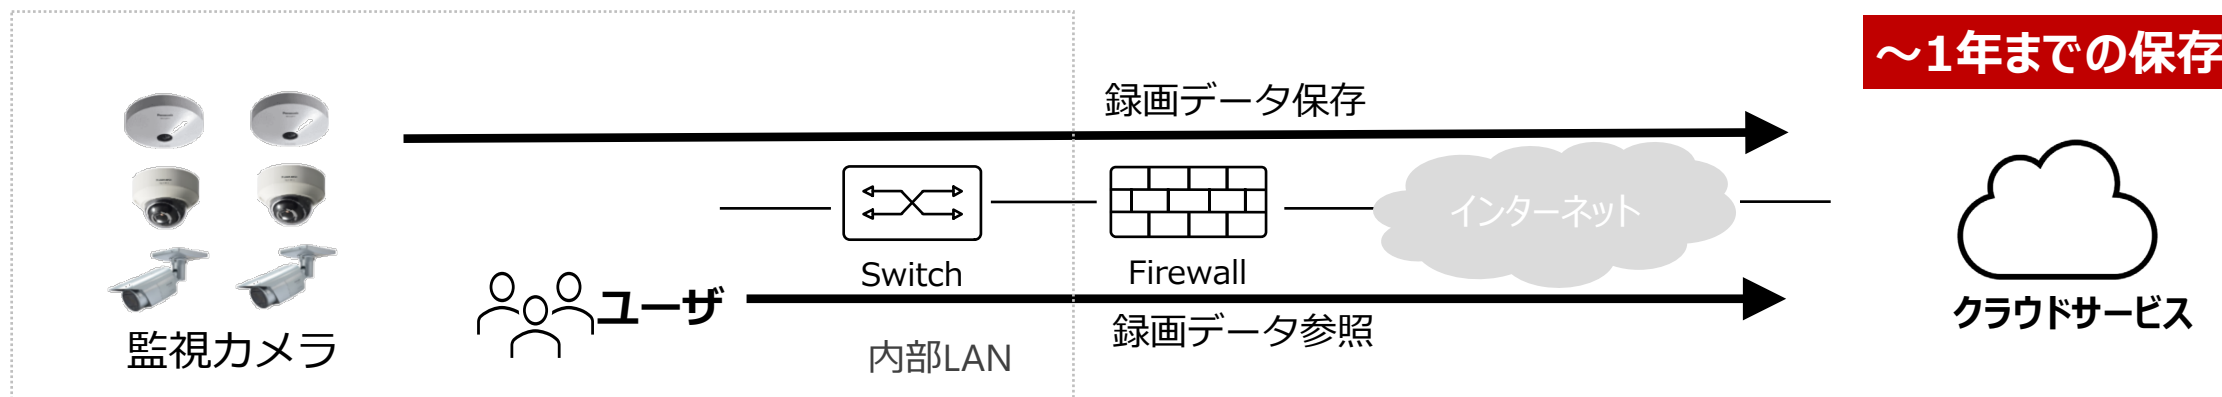 ～1年までの保存
録画データ保存
インターネット
Switch
Firewall
ユーザ
クラウドサービス
録画データ参照
監視カメラ
内部LAN